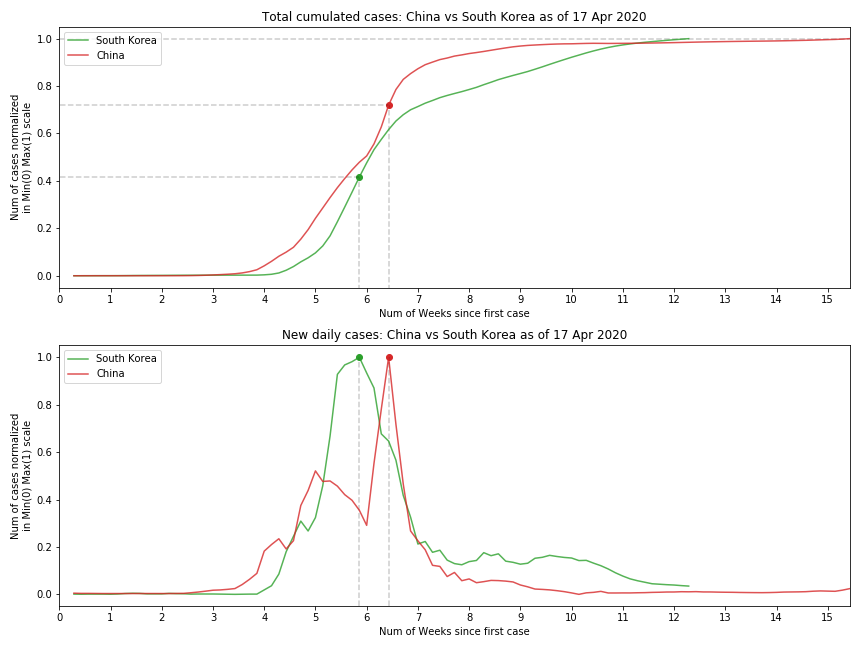 Total cumulated cases: China vs South Korea as of 17 Apr 2020
Num of cases normalized
in Min(0) Max(1) scale
1.0
0.8
0.6
0.4
0.2
0.0
South Korea
China
0 1 2 3 4 5 6 7 8 9 10 11 12 13 14 15
Num of Weeks since first case
New daily cases: China vs South Korea as of 17 Apr 2020
Num of cases normalized
in Min(0) Max(1) scale
1.0
0.8
0.6
0.4
0.2
0.0
South Korea
China
0 1 2 3 4 5 6 7 8 9 10 11 12 13 14 15
Num of Weeks since first case